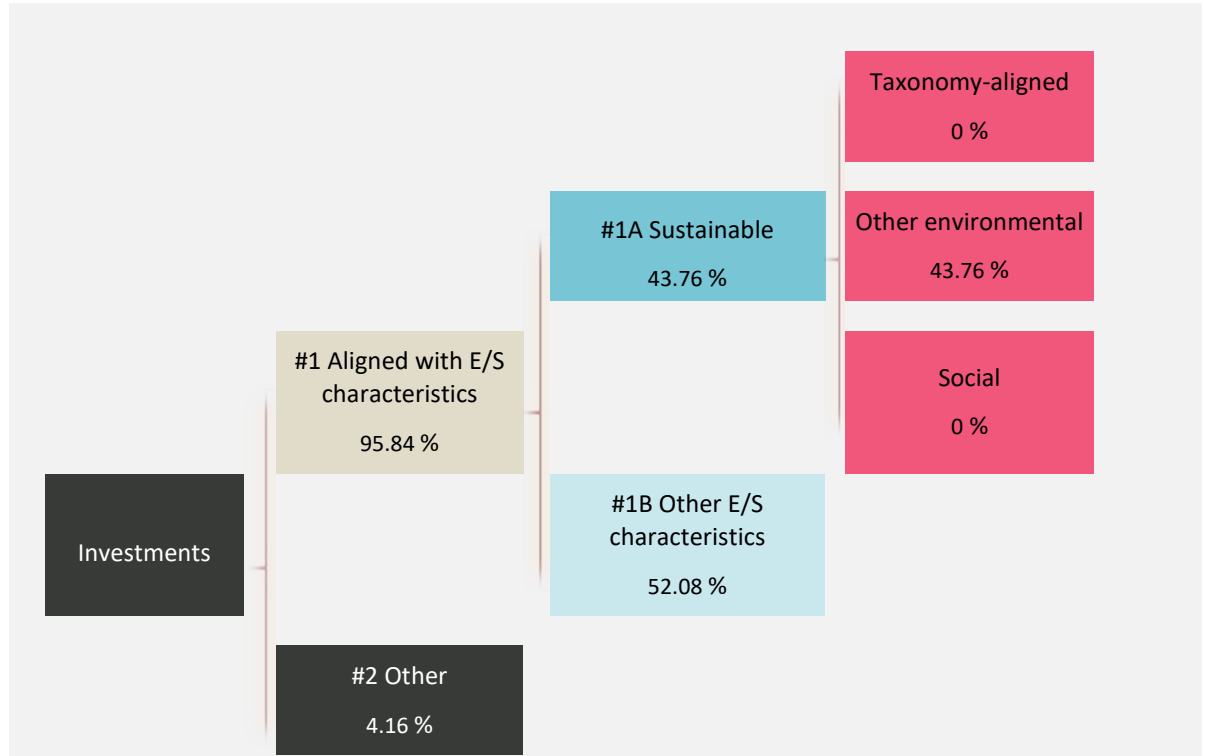 Taxonomy-aligned
0 %
#1A Sustainable
43.76 %
Other environmental
43.76 %
#1 Aligned with E/S
characteristics
95.84 %
Social
0 %
Investments
#1B Other E/S
characteristics
52.08 %
#2 Other
4.16 %